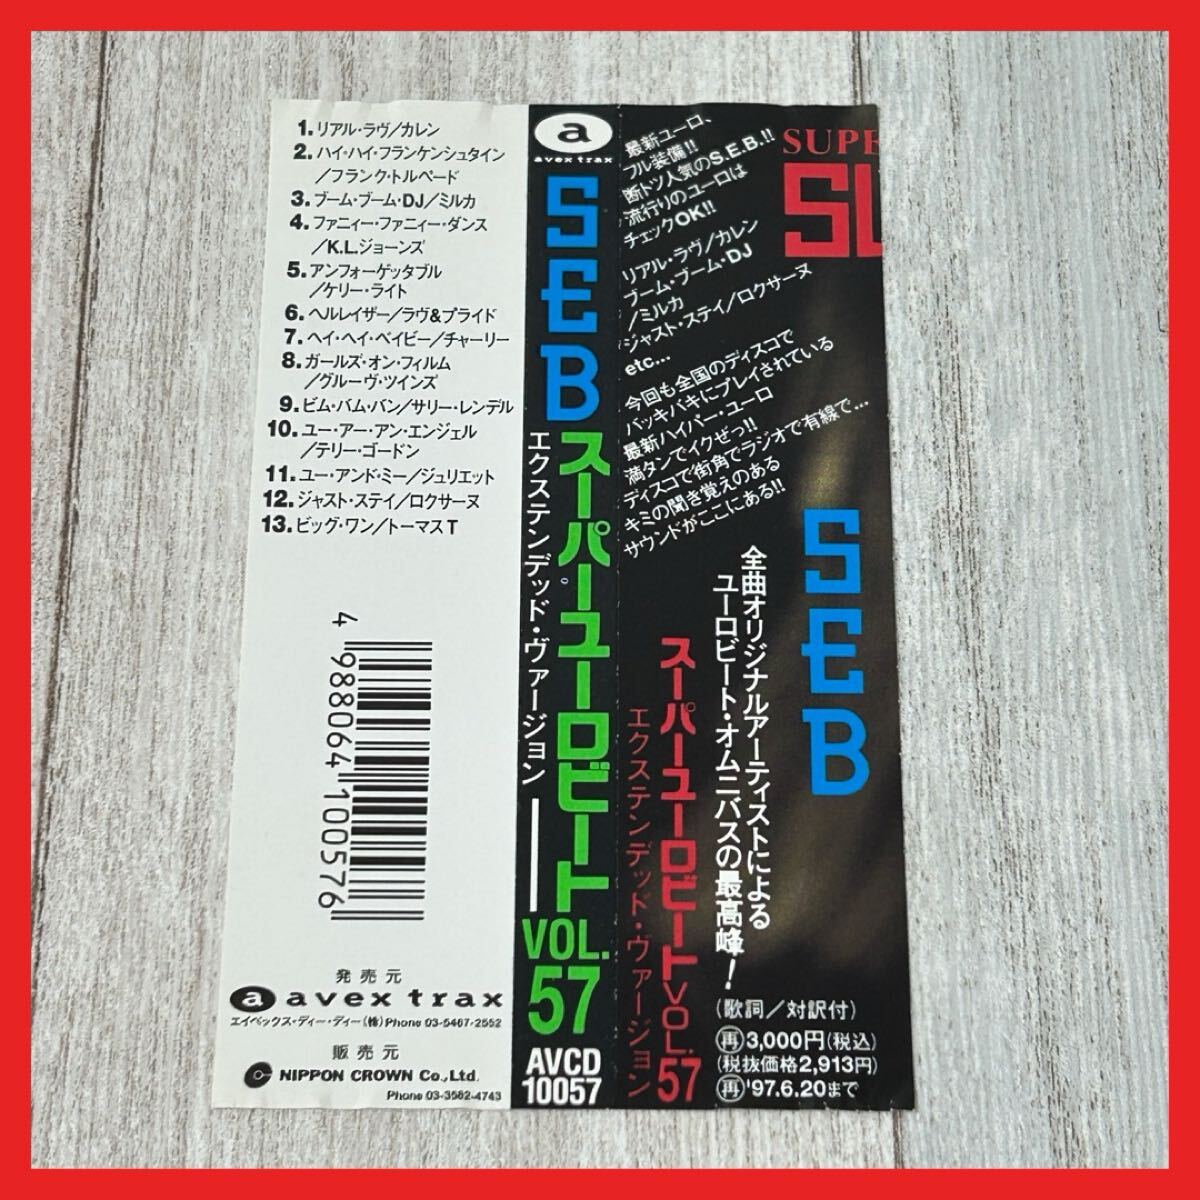 1.リアル・ラヴ/カレン
2.ハイ・ハイ・フランケンシュタイン
/フランク・トルペード
3.ブーム・ブーム・DJ/ミルカ
4.ファニィー・ファニィー・ダンス
/K.L.ジョーンズ
5.アンフォーゲッタブル
/ケリー・ライト
6.ヘルレイザー/ラヴ&プライド
7.ヘイ・ヘイ・ベイビー/チャーリー
8.ガールズ・オン・フィルム
/グルーヴ・ツインズ
9.ビム・バム・バン/サリー・レンデル
10.ユー・アー・アン・エンジェル
/テリー・ゴードン
11.ユー・アンド・ミー/ジュリエット
12.ジャスト・ステイ/ロクサーヌ
13.ビッグ・ワン/トーマスT
4 988064 100576
発売元
a avex trax
エイベックス・ディー・ディー(株) Phone 03-5467-2552
販売元
NIPPON CROWN Co.,Ltd.
Phone 03-3582-4743
a
avex trax
SEB
スーパーユーロビート
エクステンデッド・ヴァージョン
VOL.
57
AVCD
10057
最新ユーロ、
フル装備!!
断トツ人気のS.E.B.!!
流行りのユーロは
チェックOK!!
リアル・ラヴ/カレン
ブーム・ブーム・DJ
/ミルカ
ジャスト・ステイ/ロクサーヌ
etc...
今回も全国のディスコで
バッキバキにプレイされている
最新ハイパー・ユーロ
満タンでイクぜっ!!
ディスコで街角でラジオで有線で…
キミの聞き覚えのある
サウンドがここにある!!
SUPE
SU
SEB
全曲オリジナルアーティストによる
ユーロビート・オムニバスの最高峰!
スーパーユーロビートVOL.57
エクステンデッド・ヴァージョン
(歌詞/対訳付)
再3,000円(税込)
(税抜価格2,913円)
再'97.6.20まで